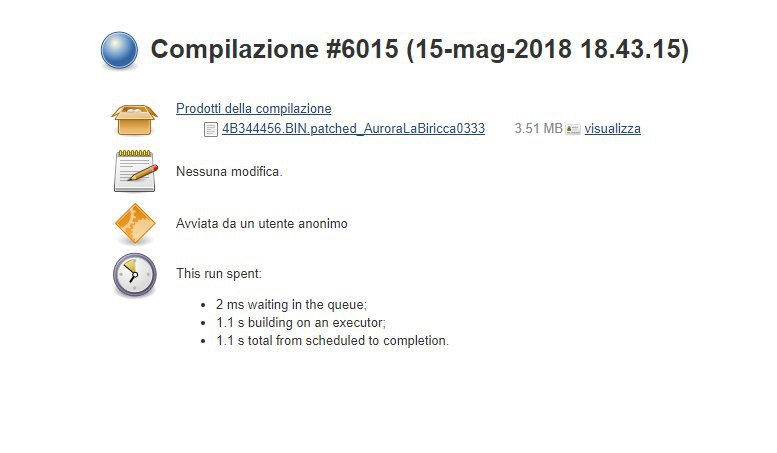 Compilazione #6015 (15-mag-2018 18.43.15)
Prodotti della compilazione
4B344456.BIN.patched_AuroraLaBiricca0333 3.51 MB visualizza
Nessuna modifica.
Avviata da un utente anonimo
This run spent:
• 2 ms waiting in the queue;
• 1.1 s building on an executor;
• 1.1 s total from scheduled to completion.